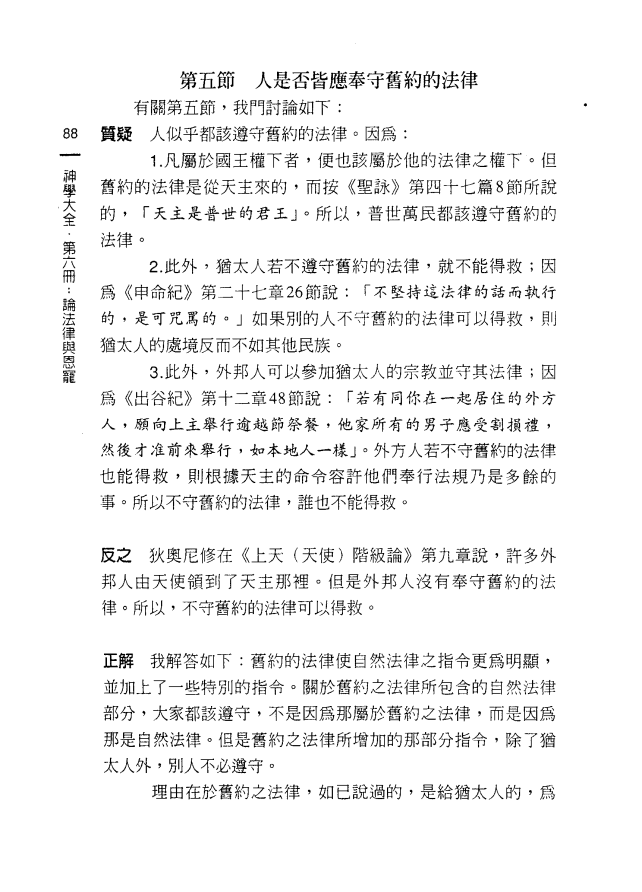 第五節　人是否皆應奉守舊約的法律
有關第五節，我門討論如下：
88
神學大全．第六冊：論法律與恩寵
質疑　人似乎都該遵守舊約的法律。因爲：
1.凡屬於國王權下者，便也該屬於他的法律之權下。但
舊約的法律是從天主來的，而按《聖詠》第四十七篇8節所說
的，「天主是普世的君王」。所以，普世萬民都該遵守舊約的
法律。
2.此外，猶太人若不遵守舊約的法律，就不能得救；因
爲《申命紀》第二十七章26節說：「不堅持這法律的話而執行
的，是可咒罵的。」如果別的人不守舊約的法律可以得救，則
猶太人的處境反而不如其他民族。
3.此外，外邦人可以參加猶太人的宗教並守其法律；因
爲《出谷紀》第十二章48節說：「若有同你在一起居住的外方
人，願向上主舉行逾越節祭餐，他家所有的男子應受割損禮，
然後才准前來舉行，如本地人一樣」。外方人若不守舊約的法律
也能得救，則根據天主的命令容許他們奉行法規乃是多餘的
事。所以不守舊約的法律，誰也不能得救。
反之　狄奧尼修在《上天（天使）階級論》第九章說，許多外
邦人由天使領到了天主那裡。但是外邦人沒有奉守舊約的法
律。所以，不守舊約的法律可以得救。
正解　我解答如下：舊約的法律使自然法律之指令更爲明顯，
並加上了一些特別的指令。關於舊約之法律所包含的自然法律
部分，大家都該遵守，不是因爲那屬於舊約之法律，而是因爲
那是自然法律。但是舊約之法律所增加的那部分指令，除了猶
太人外，別人不必遵守。
理由在於舊約之法律，如已說過的，是給猶太人的，爲